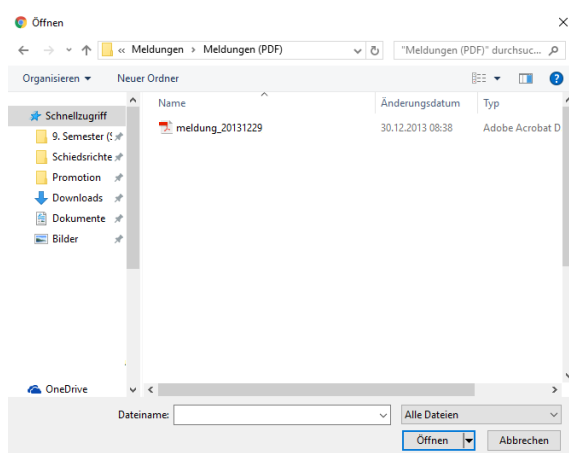 Öffnen
« Meldungen › Meldungen (PDF)
"Meldungen (PDF)" durchsuc...
Organisieren
Neuer Ordner
Name Änderungsdatum Typ
Schnellzugriff
meldung_20131229 30.12.2013 08:38 Adobe Acrobat D
9. Semester (S
Schiedsrichte
Promotion
Downloads
Dokumente
Bilder
OneDrive
Dateiname: Alle Dateien
Öffnen Abbrechen